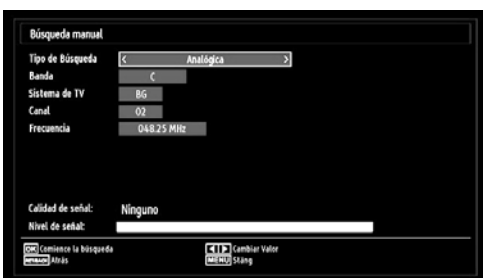 Búsqueda manual
Tipo de Búsqueda < Analógica >
Banda C
Sistema de TV BG
Canal 02
Frecuencia 048.25 MHz
Calidad de señal: Ninguno
Nivel de señal:
OK Comience la búsqueda Cambiar Valor
Atrás MENU Stäng